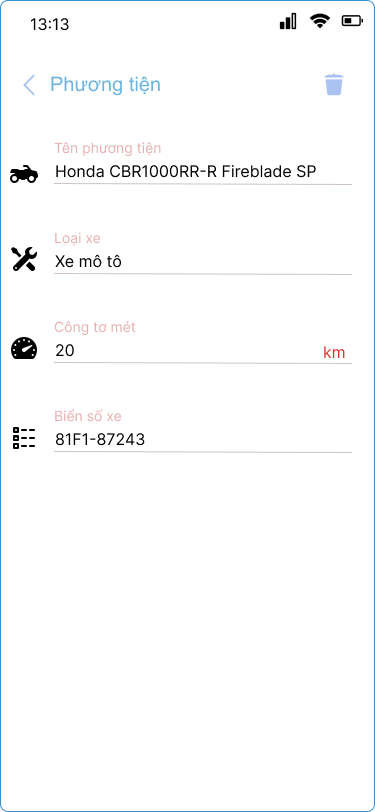 13:13
Phương tiện
Tên phương tiện
Honda CBR1000RR-R Fireblade SP
Loại xe
Xe mô tô
Công tơ mét
20 km
Biển số xe
81F1-87243